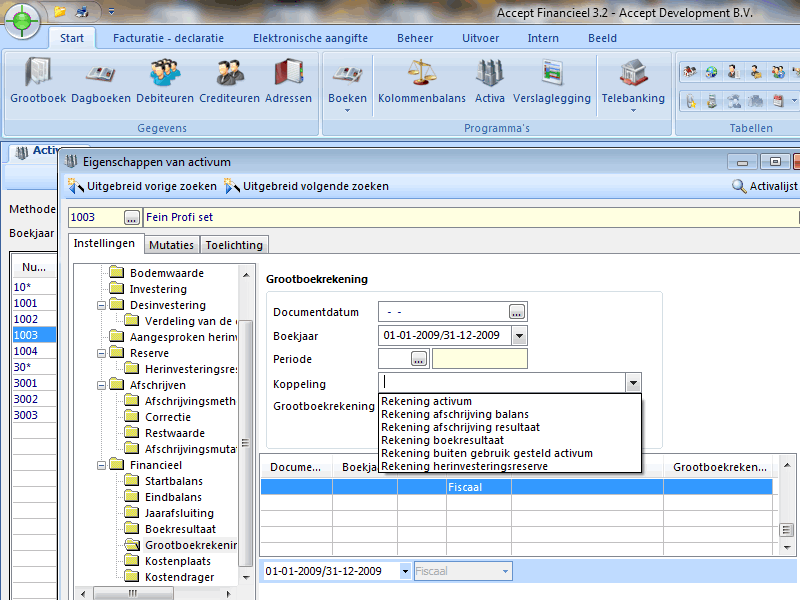 Accept Financieel 3.2 - Accept Development B.V.
Start Facturatie - declaratie Elektronische aangifte Beheer Uitvoer Intern Beeld
Grootboek Dagboeken Debiteuren Crediteuren Adressen Boeken Kolommenbalans Activa Verslaglegging Telebanking
Gegevens Programma's Tabellen
Activ
Eigenschappen van activum
Uitgebreid vorige zoeken Uitgebreid volgende zoeken Activalijst
Methode
1003 ... Fein Profi set
Boekjaar
Instellingen Mutaties Toelichting
Nu...
10*
1001
1002
1003
1004
30*
3001
3002
3003
Bodemwaarde
Investering
Desinvestering
Verdeling van de
Aangesproken herinv
Reserve
Herinvesteringsres
Afschrijven
Afschrijvingsmeth
Correctie
Restwaarde
Afschrijvingsmutat
Financieel
Startbalans
Eindbalans
Jaarafsluiting
Boekresultaat
Grootboekrekenin
Kostenplaats
Kostendrager
Grootboekrekening
Documentdatum - - ...
Boekjaar 01-01-2009/31-12-2009
Periode ...
Koppeling
Grootboekrekening
Rekening activum
Rekening afschrijving balans
Rekening afschrijving resultaat
Rekening boekresultaat
Rekening buiten gebruik gesteld activum
Rekening herinvesteringsreserve
Docume... Boekja Grootboekreken...
Fiscaal
01-01-2009/31-12-2009 Fiscaal